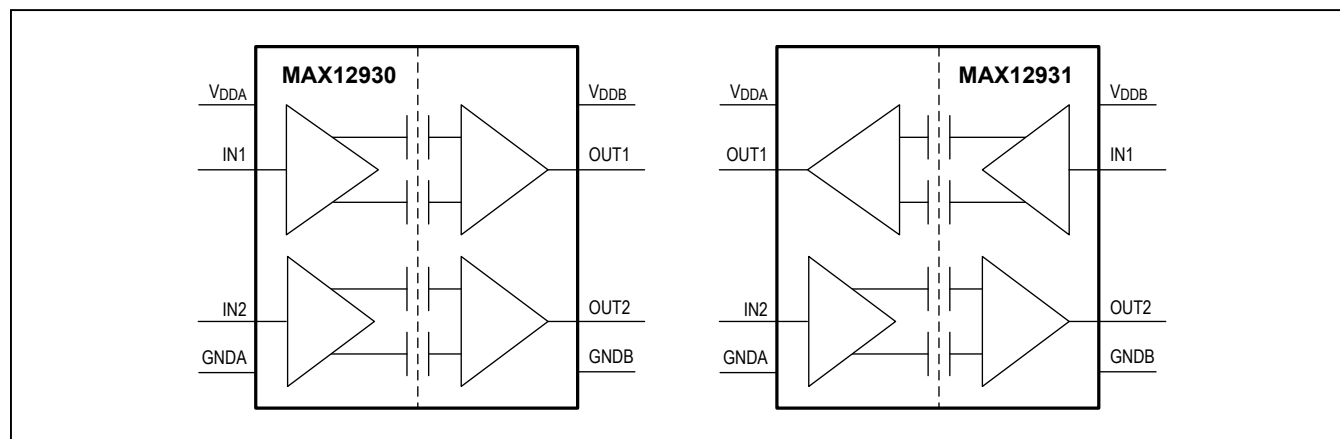 MAX12930
VDDA
VDDB
IN1
OUT1
IN2
OUT2
GNDA
GNDB
MAX12931
VDDA
VDDB
OUT1
IN1
IN2
OUT2
GNDA
GNDB